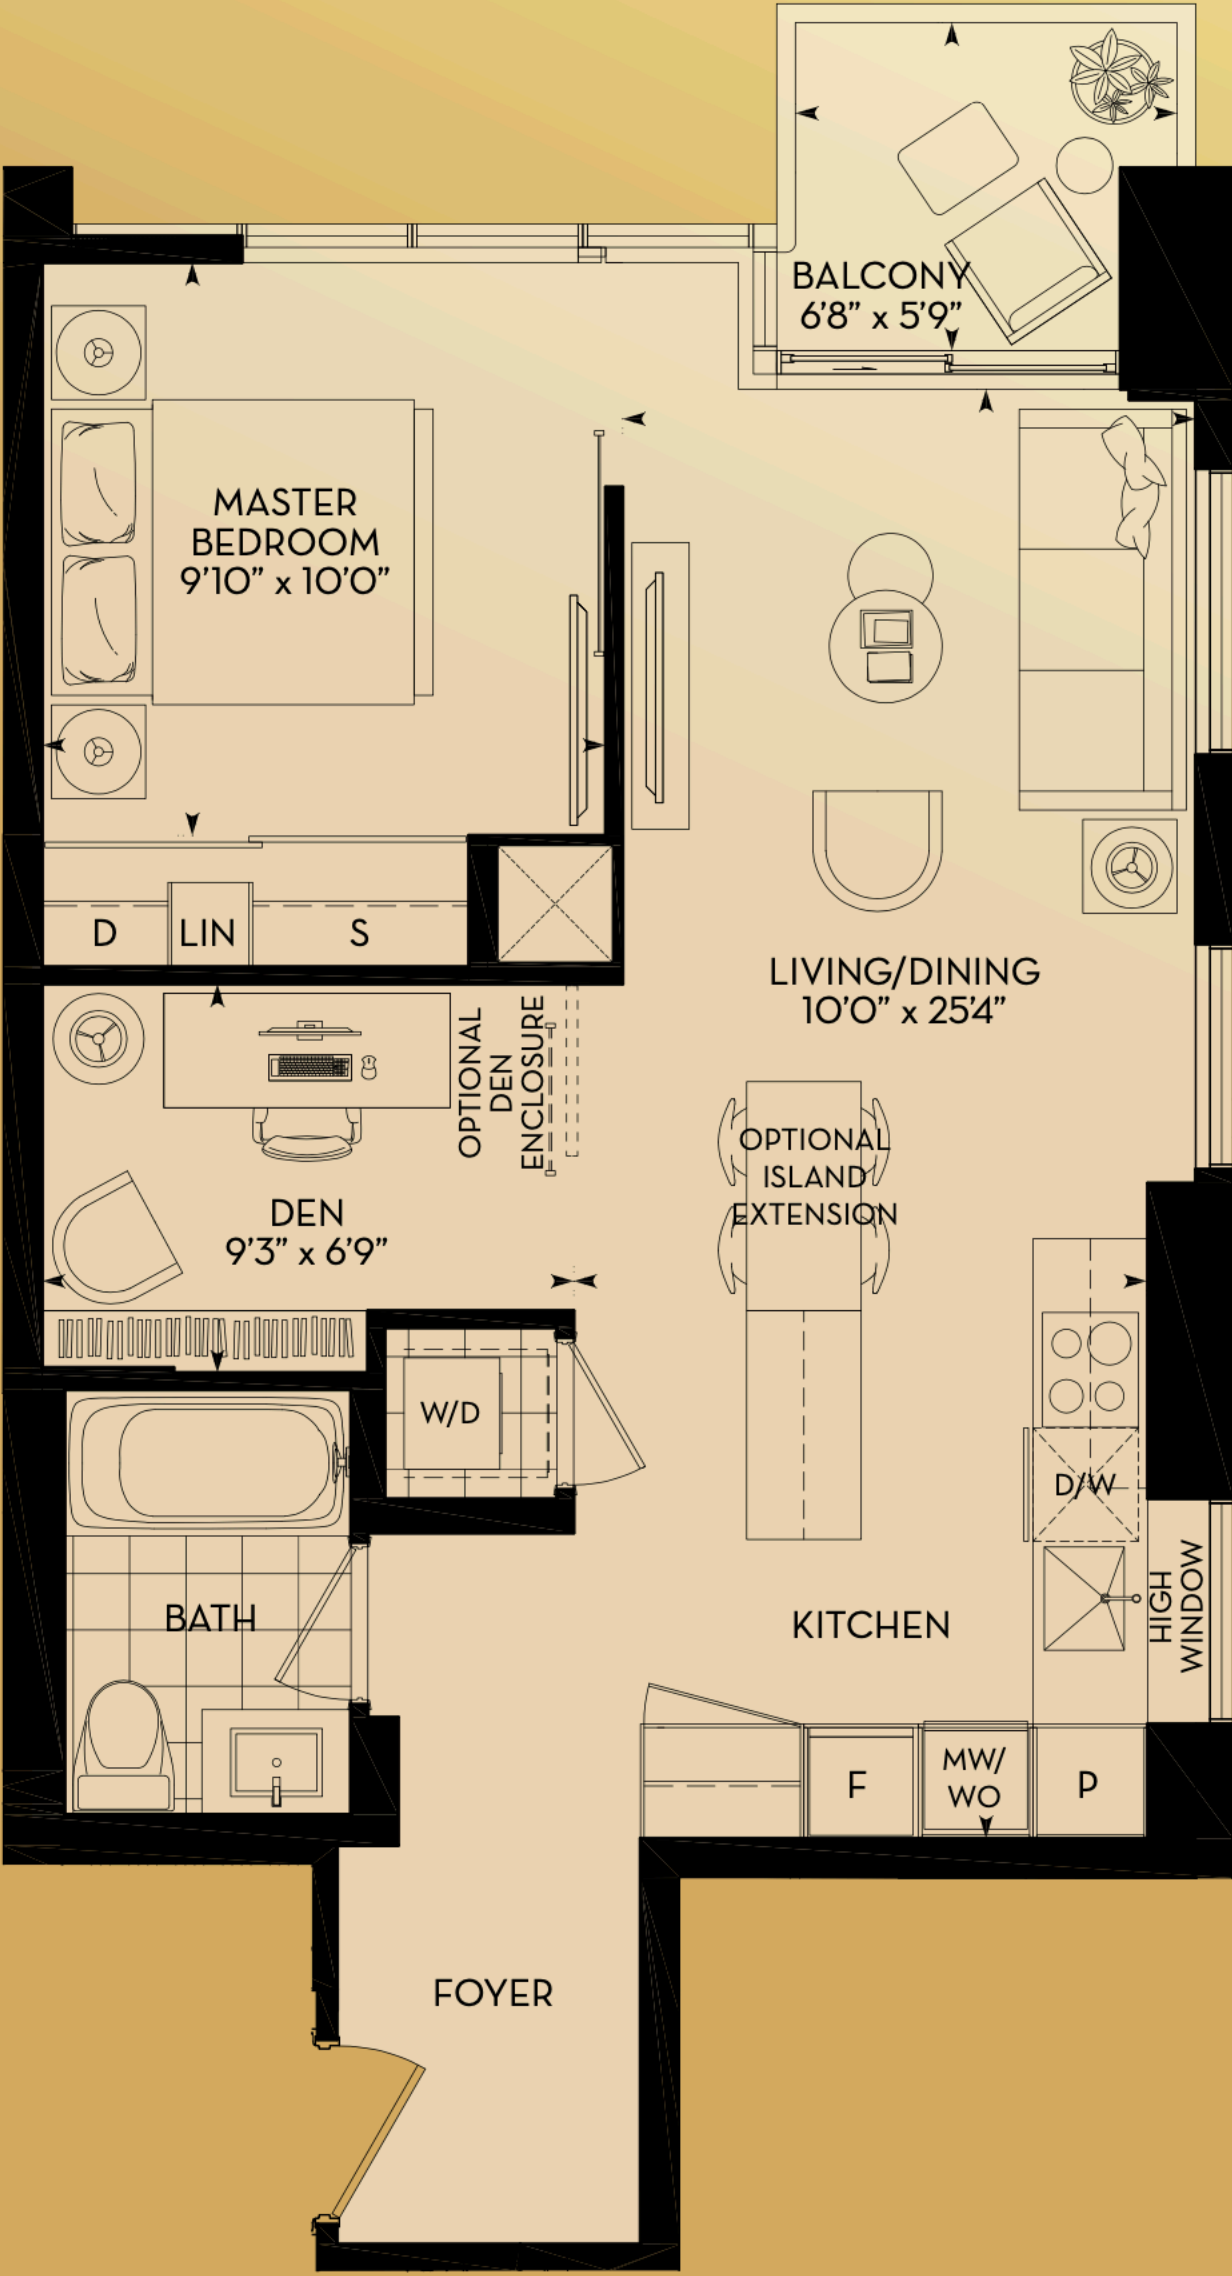 BALCONY
6'8" x 5'9"
MASTER
BEDROOM
9'10" x 10'0"
D
LIN
S
LIVING/DINING
10'0" x 25'4"
OPTIONAL
DEN
ENCLOSURE
OPTIONAL
ISLAND
EXTENSION
DEN
9'3" x 6'9"
W/D
D/W
BATH
KITCHEN
HIGH
WINDOW
F
MW/
WO
P
FOYER